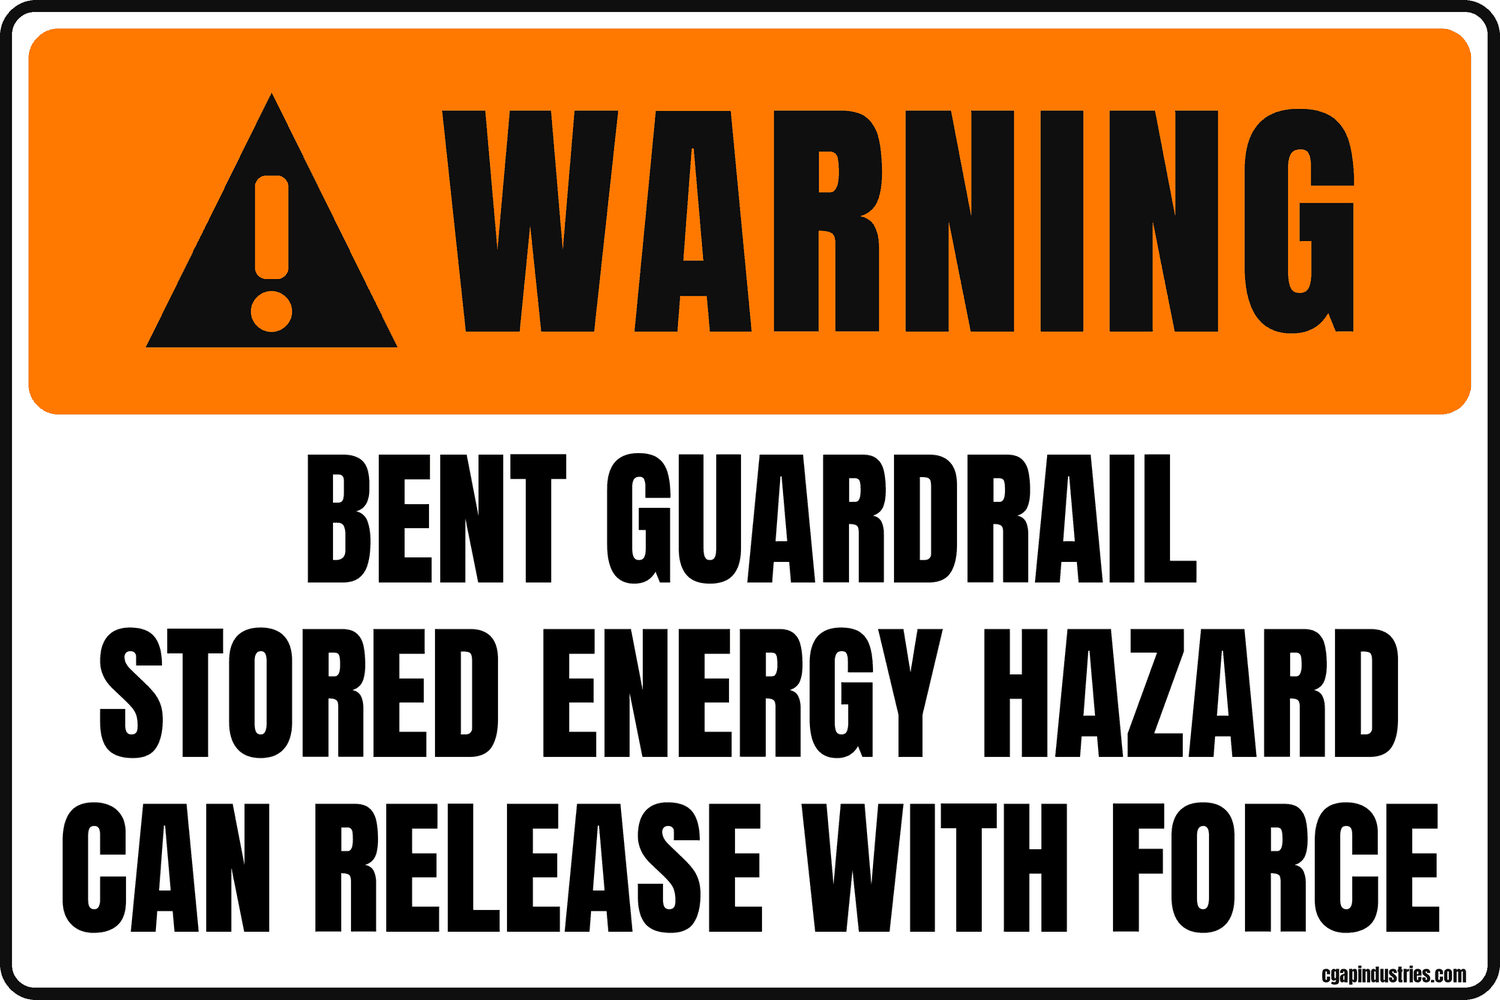 WARNING
BENT GUARDRAIL
STORED ENERGY HAZARD
CAN RELEASE WITH FORCE
cgapindustries.com